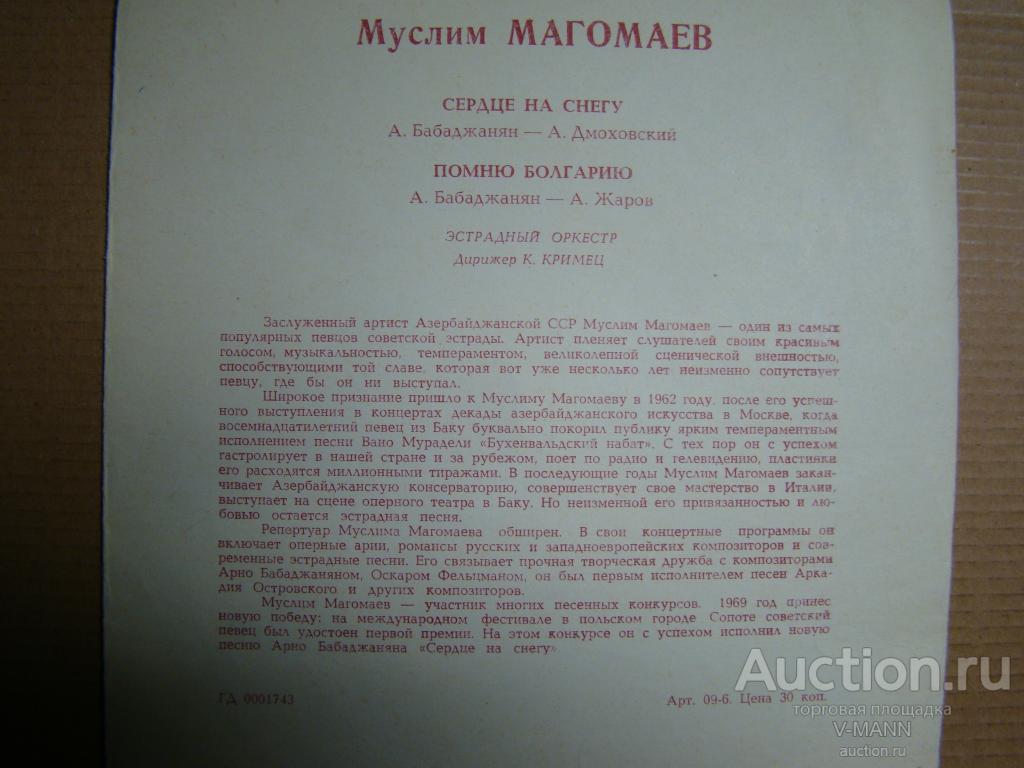 Муслим МАГОМАЕВ
СЕРДЦЕ НА СНЕГУ
А. Бабаджанян — А. Дмоховский
ПОМНЮ БОЛГАРИЮ
А. Бабаджанян — А. Жаров
ЭСТРАДНЫЙ ОРКЕСТР
Дирижер К. КРИМЕЦ
Заслуженный артист Азербайджанской ССР Муслим Магомаев — один из самых
популярных певцов советской эстрады. Артист пленяет слушателей своим красивым
голосом, музыкальностью, темпераментом, великолепной сценической внешностью,
способствующими той славе, которая вот уже несколько лет неизменно сопутствует
певцу, где бы он ни выступал.
Широкое признание пришло к Муслиму Магомаеву в 1962 году, после его успеш-
ного выступления в концертах декады азербайджанского искусства в Москве, когда
восемнадцатилетний певец из Баку буквально покорил публику ярким темпераментным
исполнением песни Вано Мурадели «Бухенвальдский набат». С тех пор он с успехом
гастролирует в нашей стране и за рубежом, поет по радио и телевидению, пластинки
его расходятся миллионными тиражами. В последующие годы Муслим Магомаев закан-
чивает Азербайджанскую консерваторию, совершенствует свое мастерство в Италии,
выступает на сцене оперного театра в Баку. Но неизменной его привязанностью и лю-
бовью остается эстрадная песня.
Репертуар Муслима Магомаева обширен. В свои концертные программы он
включает оперные арии, романсы русских и западноевропейских композиторов и сов-
ременные эстрадные песни. Его связывает прочная творческая дружба с композиторами
Арно Бабаджаняном, Оскаром Фельцманом, он был первым исполнителем песен Арка-
дия Островского и других композиторов.
Муслим Магомаев — участник многих песенных конкурсов. 1969 год принес
новую победу: на международном фестивале в польском городе Сопоте советский
певец был удостоен первой премии. На этом конкурсе он с успехом исполнил новую
песню Арно Бабаджаняна «Сердце на снегу»
ГД 0001743
Арт. 09-6. Цена 30 коп.
Auction.ru
торговая площадка
V-MANN
auction.ru